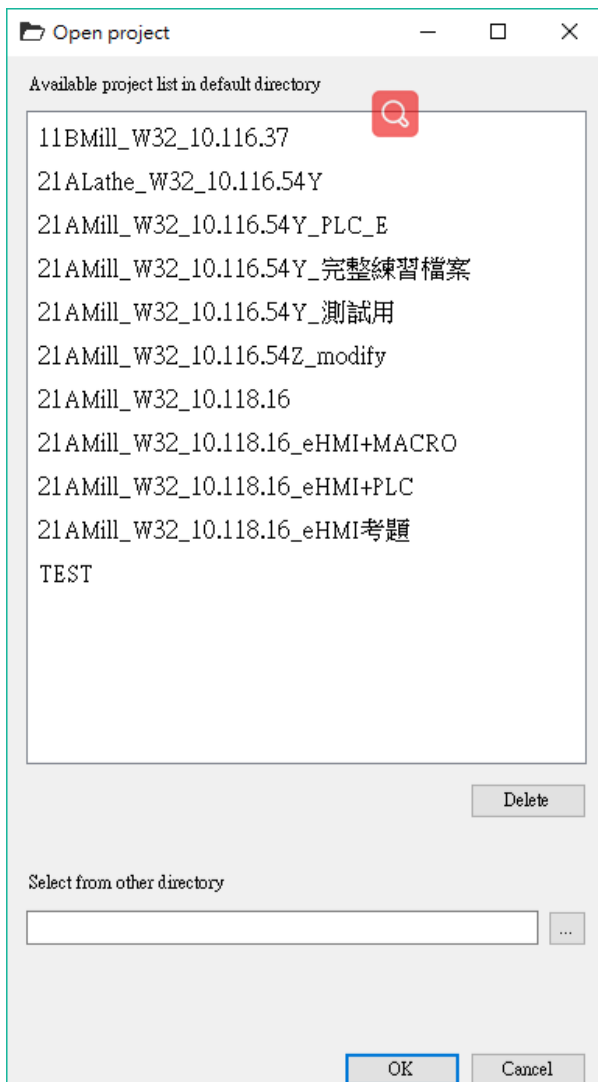 Open project
Available project list in default directory
11BMill_W32_10.116.37
21ALathe_W32_10.116.54Y
21AMill_W32_10.116.54Y_PLC_E
21AMill_W32_10.116.54Y_完整練習檔案
21AMill_W32_10.116.54Y_測試用
21AMill_W32_10.116.54Z_modify
21AMill_W32_10.118.16
21AMill_W32_10.118.16_eHMI+MACRO
21AMill_W32_10.118.16_eHMI+PLC
21AMill_W32_10.118.16_eHMI考題
TEST
Delete
Select from other directory
...
OK Cancel